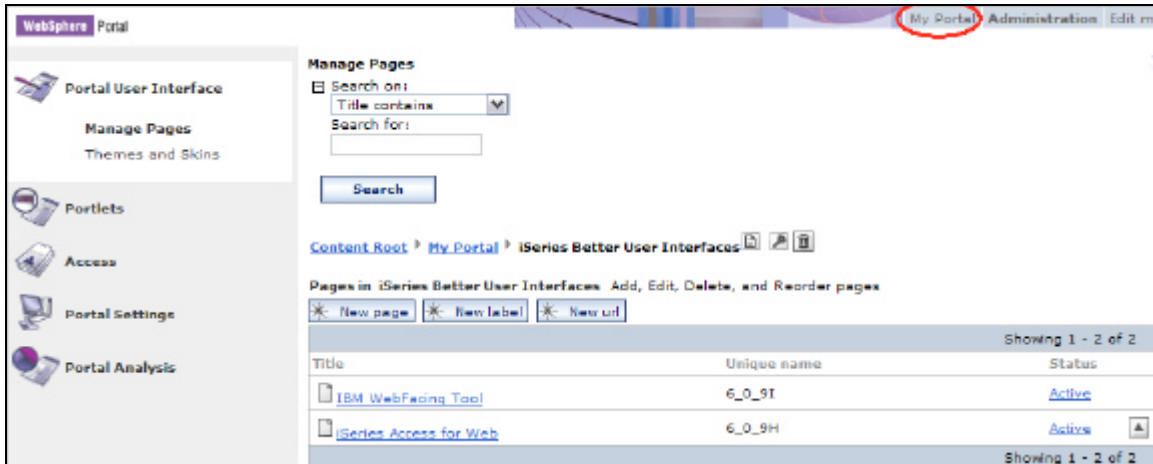 WebSphere Portal
My Portal Administration Edit m
Portal User Interface
Manage Pages
Themes and Skins
Portlets
Access
Portal Settings
Portal Analysis
Manage Pages
Search on:
Title contains
Search for:
Search
Content Root My Portal iSeries Better User Interfaces
Pages in iSeries Better User Interfaces Add, Edit, Delete, and Reorder pages
New page New label New url
Showing 1 - 2 of 2
Title Unique name Status
IBM WebFacing Tool 6_0_9I Active
iSeries Access for Web 6_0_9H Active
Showing 1 - 2 of 2